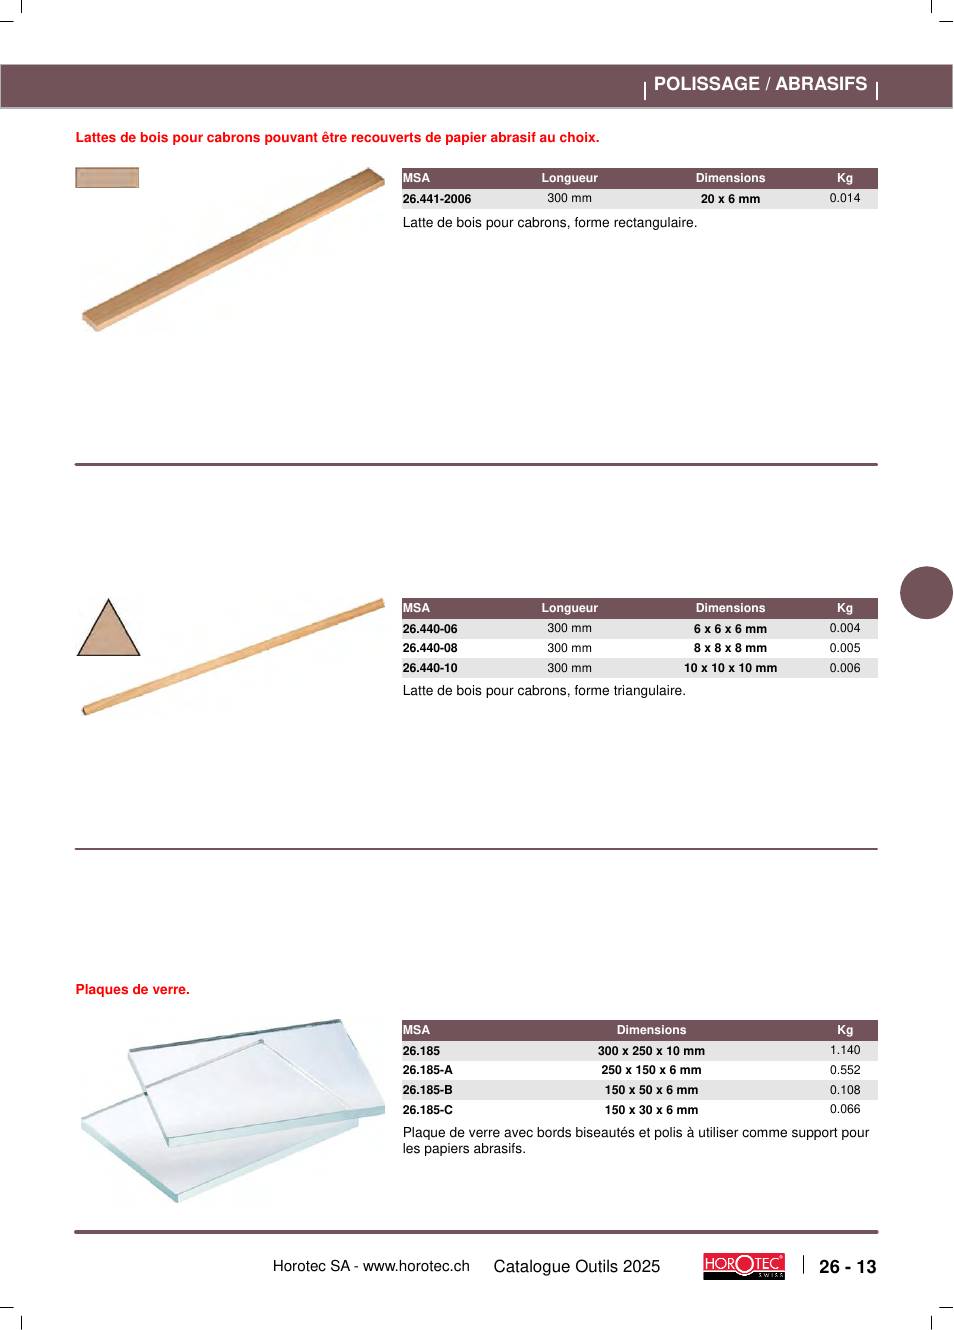 POLISSAGE / ABRASIFS
Lattes de bois pour cabrons pouvant être recouverts de papier abrasif au choix.
MSA Longueur Dimensions Kg
26.441-2006 300 mm 20 x 6 mm 0.014
Latte de bois pour cabrons, forme rectangulaire.
MSA Longueur Dimensions Kg
26.440-06 300 mm 6 x 6 x 6 mm 0.004
26.440-08 300 mm 8 x 8 x 8 mm 0.005
26.440-10 300 mm 10 x 10 x 10 mm 0.006
Latte de bois pour cabrons, forme triangulaire.
Plaques de verre.
MSA Dimensions Kg
26.185 300 x 250 x 10 mm 1.140
26.185-A 250 x 150 x 6 mm 0.552
26.185-B 150 x 50 x 6 mm 0.108
26.185-C 150 x 30 x 6 mm 0.066
Plaque de verre avec bords biseautés et polis à utiliser comme support pour
les papiers abrasifs.
Horotec SA - www.horotec.ch Catalogue Outils 2025 HOROTEC SWISS 26 - 13